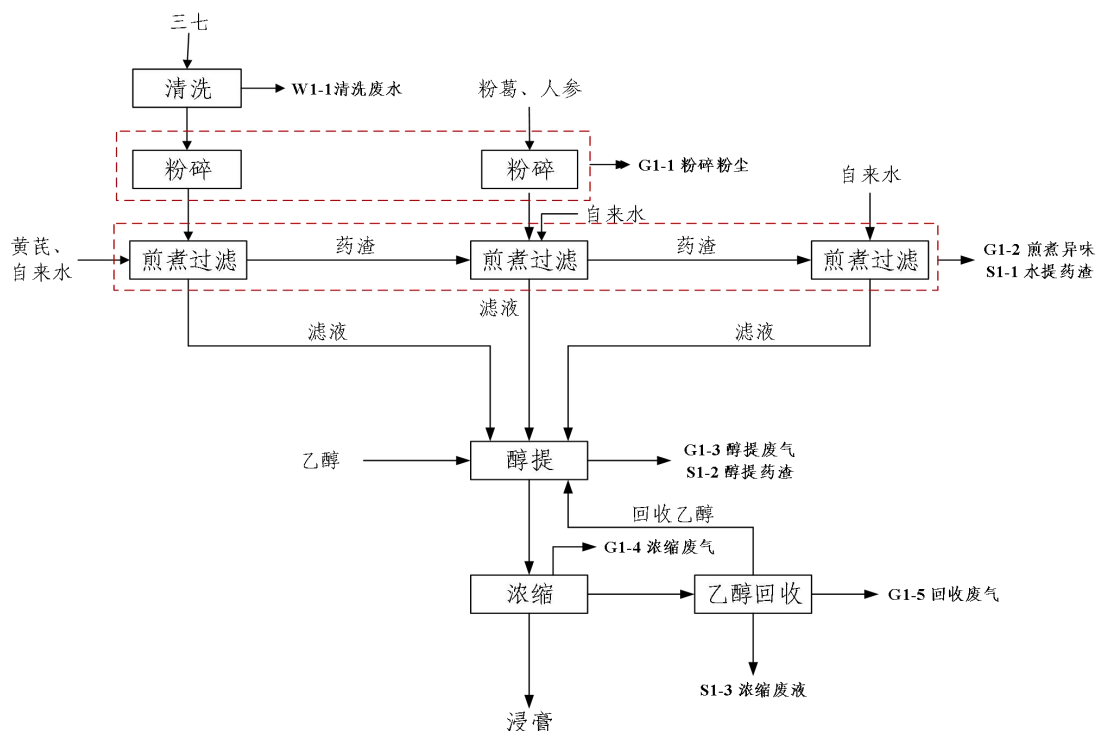 三七
清洗
W1-1清洗废水
粉葛、人参
粉碎
粉碎
G1-1 粉碎粉尘
自来水
自来水
黄芪、
自来水
煎煮过滤
药渣
煎煮过滤
药渣
煎煮过滤
G1-2 煎煮异味
S1-1 水提药渣
滤液
滤液
滤液
乙醇
醇提
G1-3 醇提废气
S1-2 醇提药渣
回收乙醇
G1-4 浓缩废气
浓缩
乙醇回收
G1-5 回收废气
S1-3 浓缩废液
浸膏